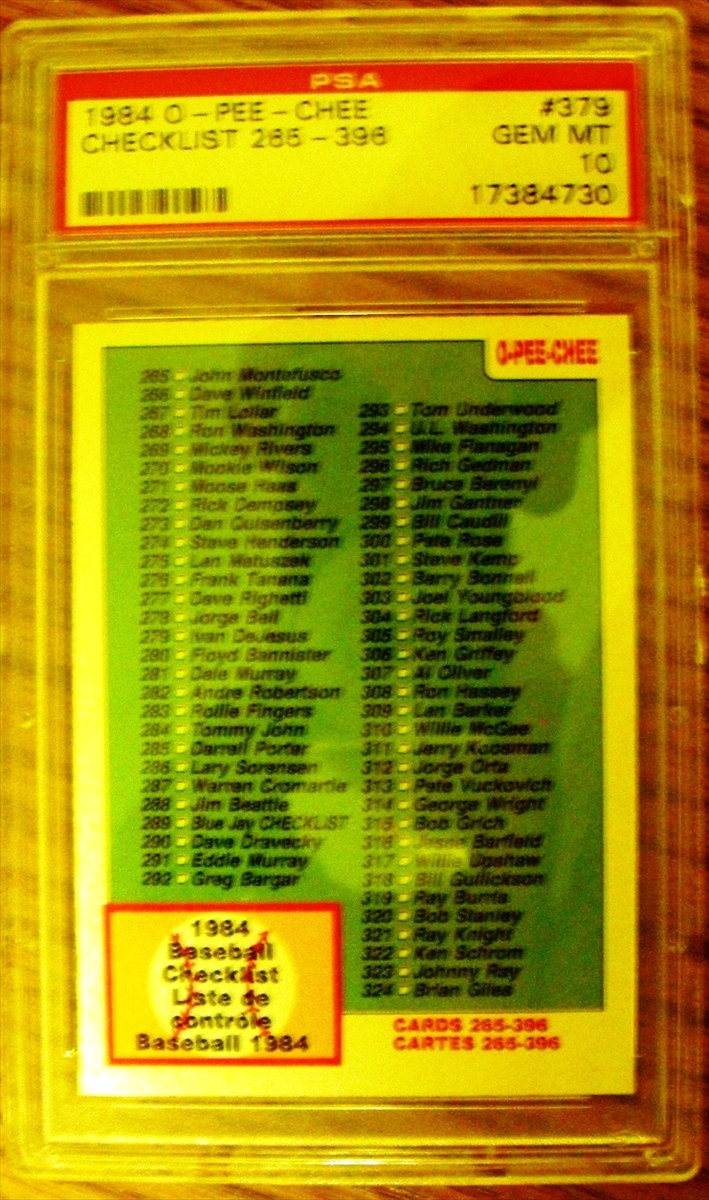 PSA
1984 O-PEE-CHEE #379
CHECKLIST 265-396 GEM MT
10
17384730
O-PEE-CHEE
265 John Montefusco
266 Dave Winfield
267 Tim Lollar
268 Ron Washington
269 Mickey Rivers
270 Mookie Wilson
271 Moose Haas
272 Rick Dempsey
273 Dan Quisenberry
274 Steve Henderson
275 Len Matuszek
276 Frank Tanana
277 Dave Righetti
278 Jorge Bell
279 Ivan DeJesus
280 Floyd Bannister
281 Dale Murray
282 Andre Robertson
283 Rollie Fingers
284 Tommy John
285 Darrell Porter
286 Lary Sorensen
287 Warren Cromartie
288 Jim Beattie
289 Blue Jay CHECKLIST
290 Dave Dravecky
291 Eddie Murray
292 Greg Bargar
293 Tom Underwood
294 U.L. Washington
295 Mike Flanagan
296 Rich Gedman
297 Bruce Berenyi
298 Jim Gantner
299 Bill Caudill
300 Pete Rose
301 Steve Kemp
302 Barry Bonnell
303 Joel Youngblood
304 Rick Langford
305 Roy Smalley
306 Ken Griffey
307 Al Oliver
308 Ron Hassey
309 Len Barker
310 Willie McGee
311 Jerry Koosman
312 Jorge Orta
313 Pete Vuckovich
314 George Wright
315 Bob Grich
316 Jesse Barfield
317 Willie Upshaw
318 Bill Gullickson
319 Ray Burris
320 Bob Stanley
321 Ray Knight
322 Ken Schrom
323 Johnny Ray
324 Brian Giles
1984
Baseball
Checklist
Liste de
contrôle
Baseball 1984
CARDS 265-396
CARTES 265-396